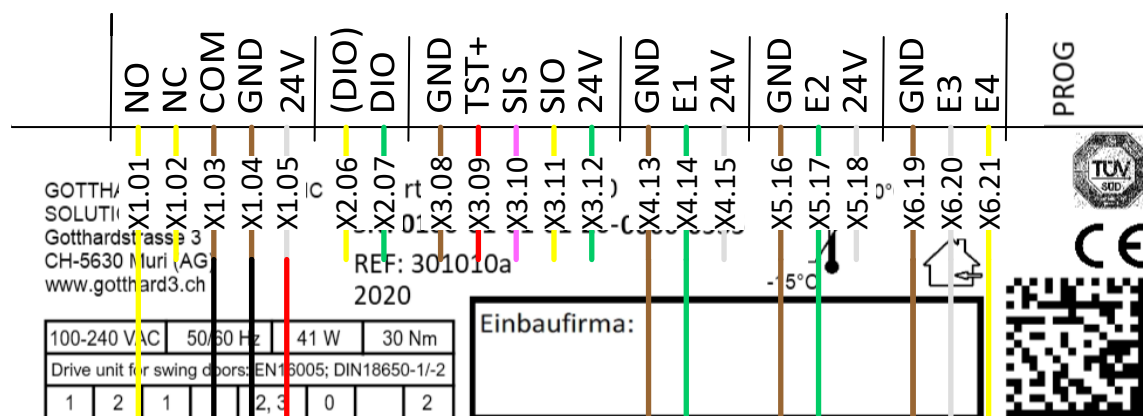 NO NC COM GND 24V (DIO) DIO GND TST+ SIS SIO 24V GND E1 24V GND E2 24V GND E3 E4 PROG
X1.01 X1.02 X1.03 X1.04 X1.05 X2.06 X2.07 X3.08 X3.09 X3.10 X3.11 X3.12 X4.13 X4.14 X4.15 X5.16 X5.17 X5.18 X6.19 X6.20 X6.21
TÜV
SÜD
Gotthardstrasse 3
CH-5630 Muri (AG)
www.gotthard3.ch
REF: 301010a
2020
-15°C
CE
Einbaufirma:
100-240 VAC 50/60 Hz 41 W 30 Nm
Drive unit for swing doors: EN16005; DIN18650-1/-2
1 2 1 2, 3 0 2